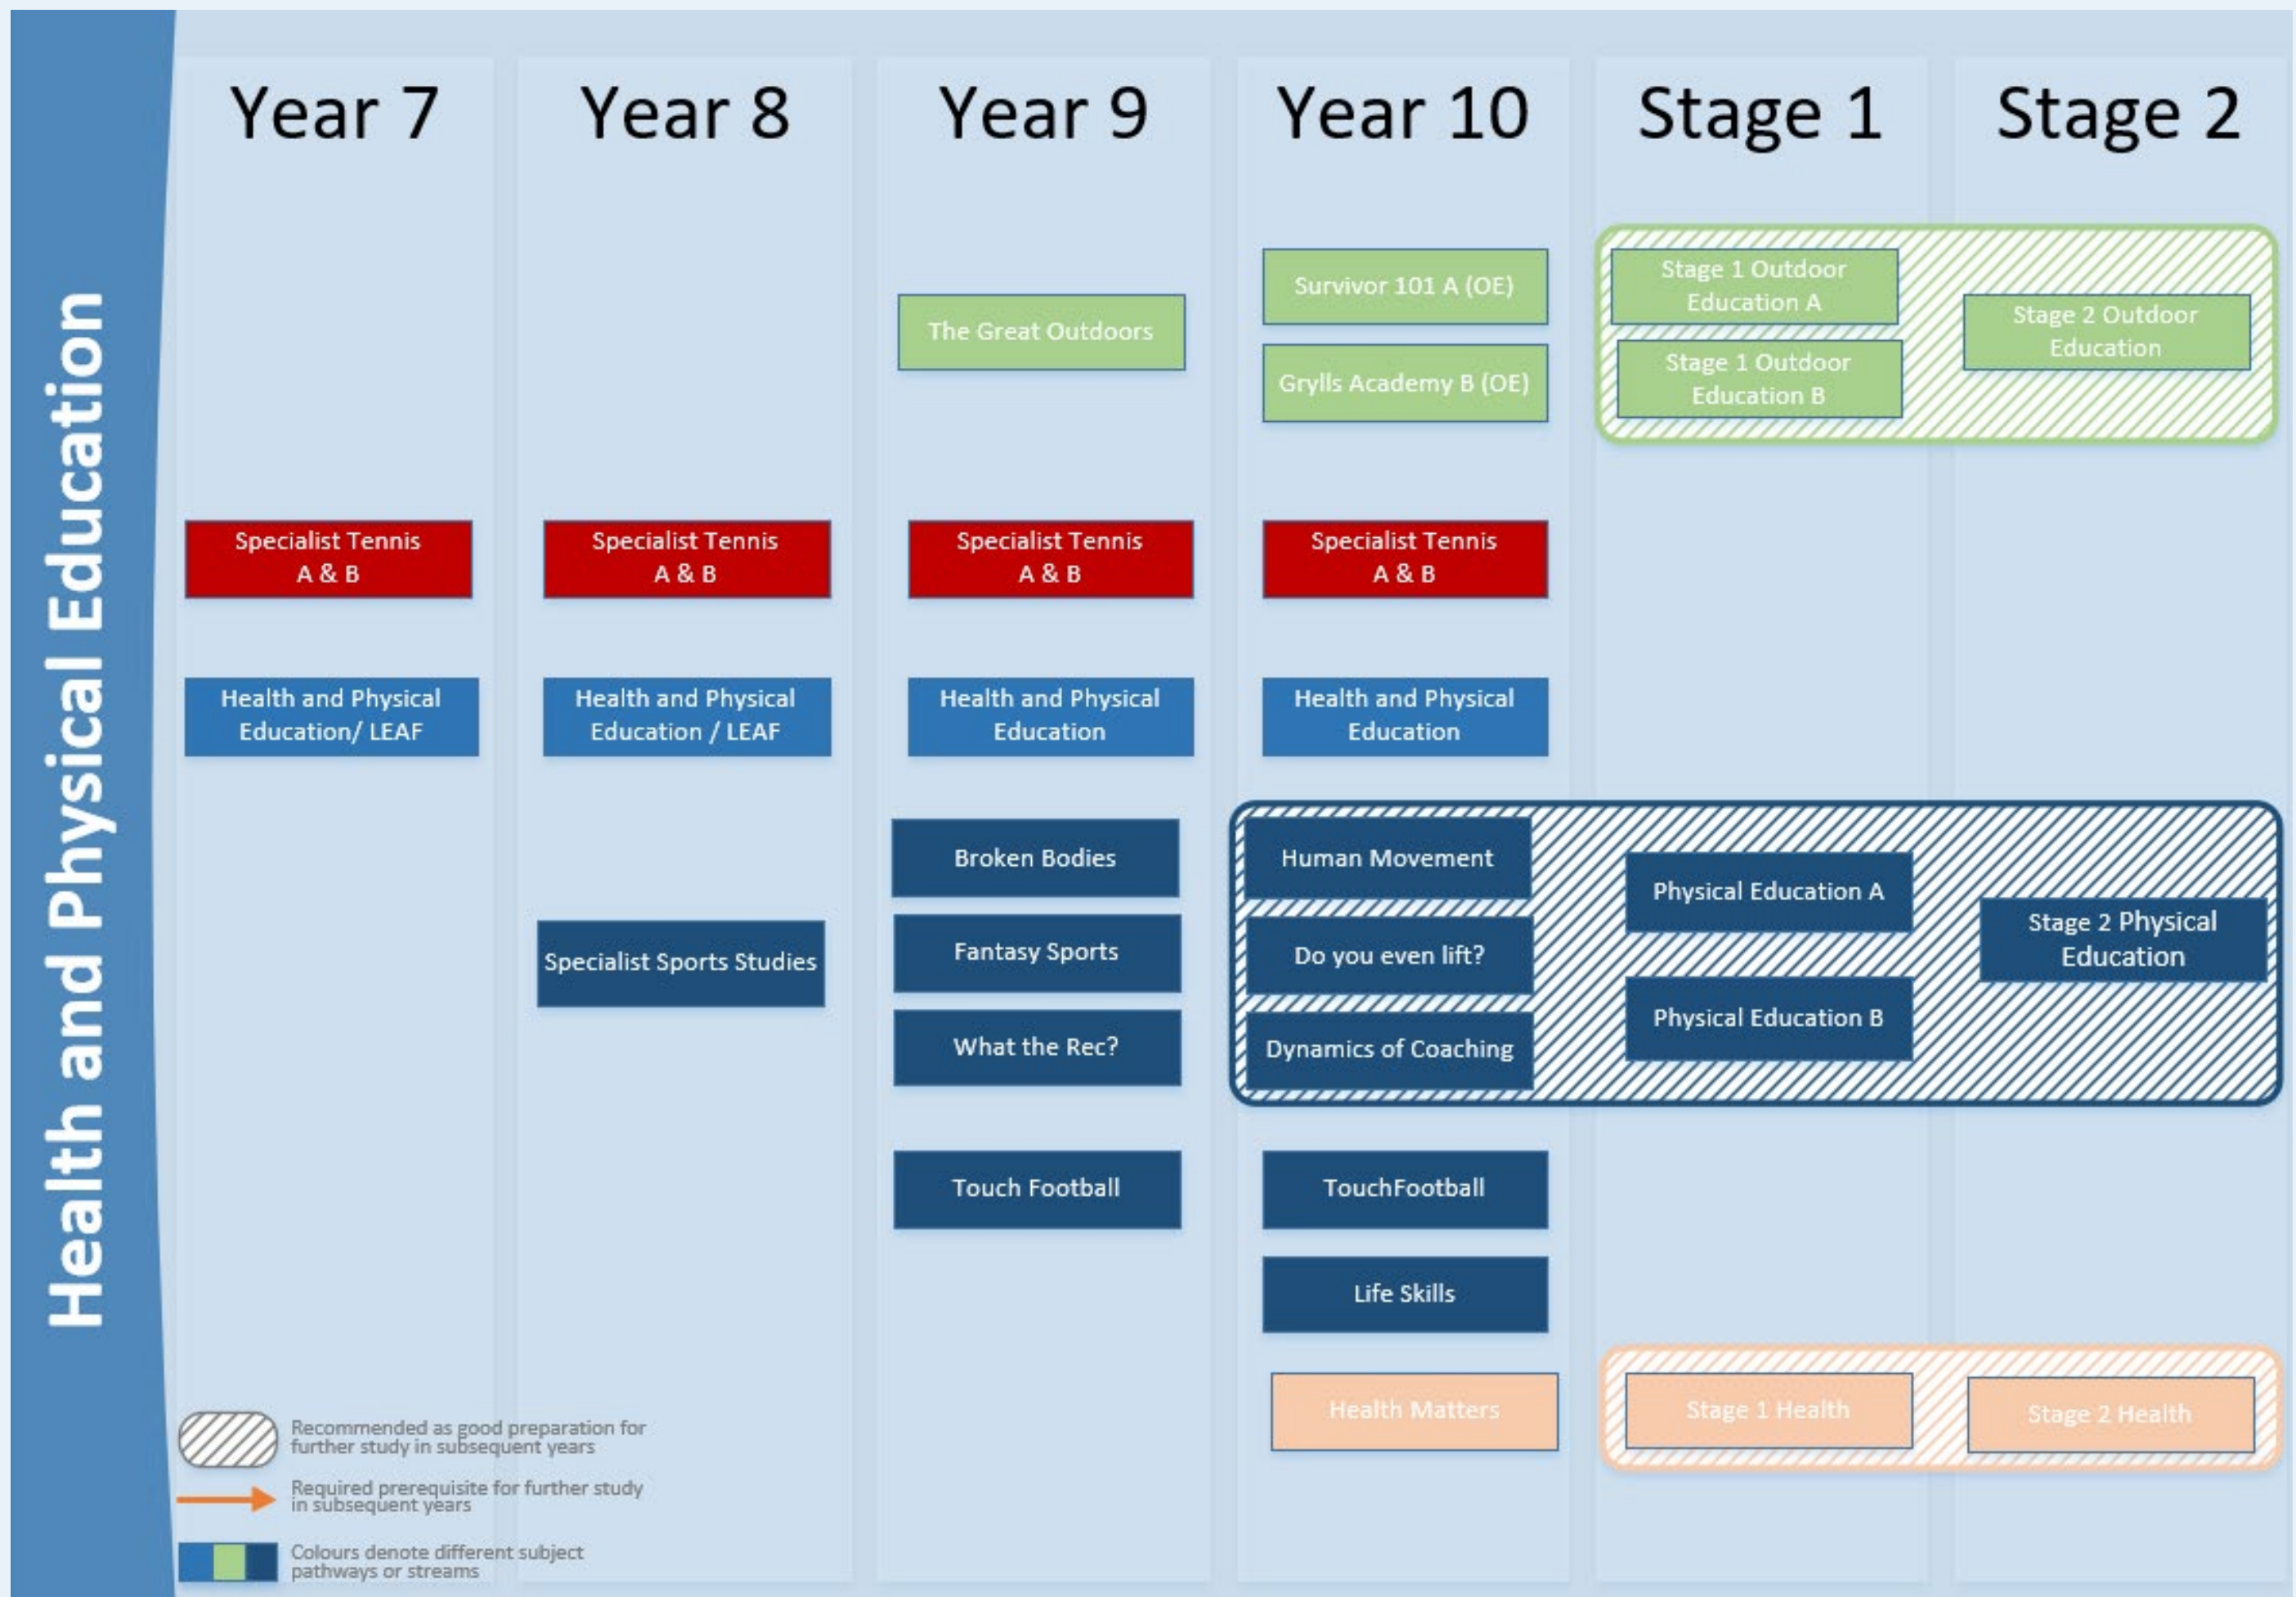 Health and Physical Education
Year 7
Year 8
Year 9
Year 10
Stage 1
Stage 2
The Great Outdoors
Survivor 101 A (OE)
Grylls Academy B (OE)
Stage 1 Outdoor
Education A
Stage 1 Outdoor
Education B
Stage 2 Outdoor
Education
Specialist Tennis
A & B
Specialist Tennis
A & B
Specialist Tennis
A & B
Specialist Tennis
A & B
Health and Physical
Education/ LEAF
Health and Physical
Education / LEAF
Health and Physical
Education
Health and Physical
Education
Specialist Sports Studies
Broken Bodies
Fantasy Sports
What the Rec?
Human Movement
Do you even lift?
Dynamics of Coaching
Physical Education A
Physical Education B
Stage 2 Physical
Education
Touch Football
TouchFootball
Life Skills
Health Matters
Stage 1 Health
Stage 2 Health
Recommended as good preparation for
further study in subsequent years
Required prerequisite for further study
in subsequent years
Colours denote different subject
pathways or streams